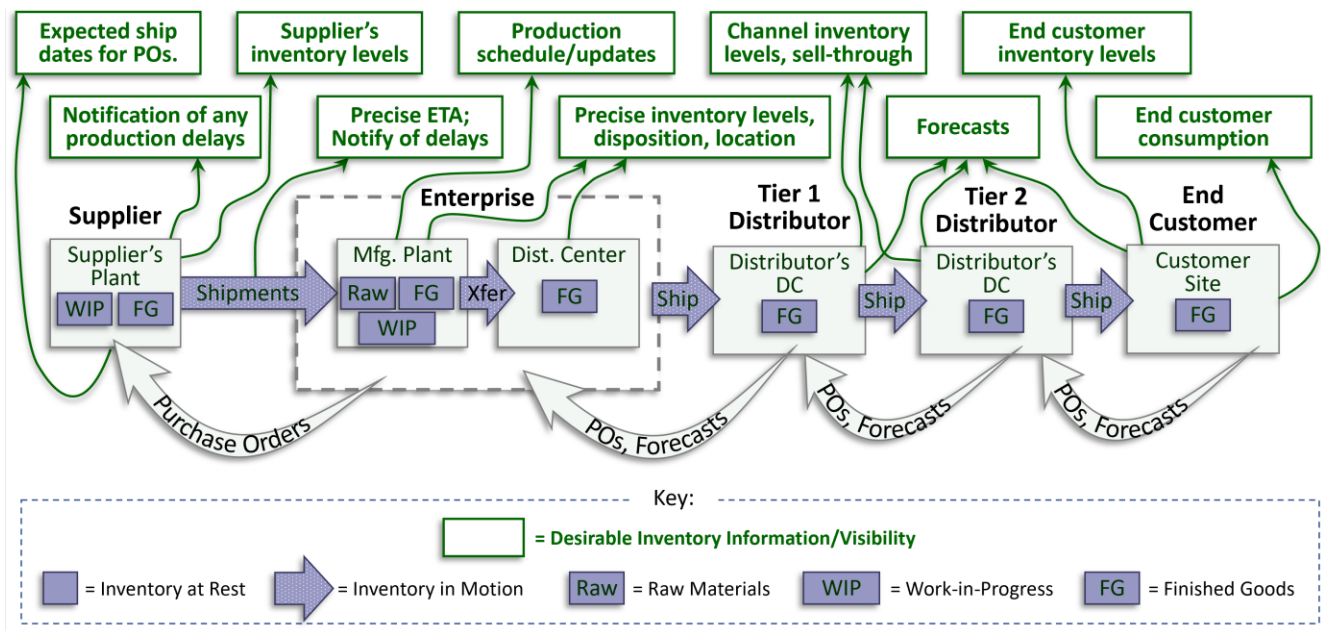 Expected ship
dates for POs.
Supplier's
inventory levels
Production
schedule/updates
Channel inventory
levels, sell-through
End customer
inventory levels
Notification of any
production delays
Precise ETA;
Notify of delays
Precise inventory levels,
disposition, location
Forecasts
End customer
consumption
Supplier
Enterprise
Tier 1
Distributor
Tier 2
Distributor
End
Customer
Supplier's
Plant
WIP
FG
Shipments
Mfg. Plant
Raw
FG
WIP
Xfer
Dist. Center
FG
Ship
Distributor's
DC
FG
Ship
Distributor's
DC
FG
Ship
Customer
Site
FG
Purchase Orders
POs, Forecasts
POs, Forecasts
POs, Forecasts
Key:
= Desirable Inventory Information/Visibility
= Inventory at Rest
= Inventory in Motion
Raw = Raw Materials
WIP = Work-in-Progress
FG = Finished Goods